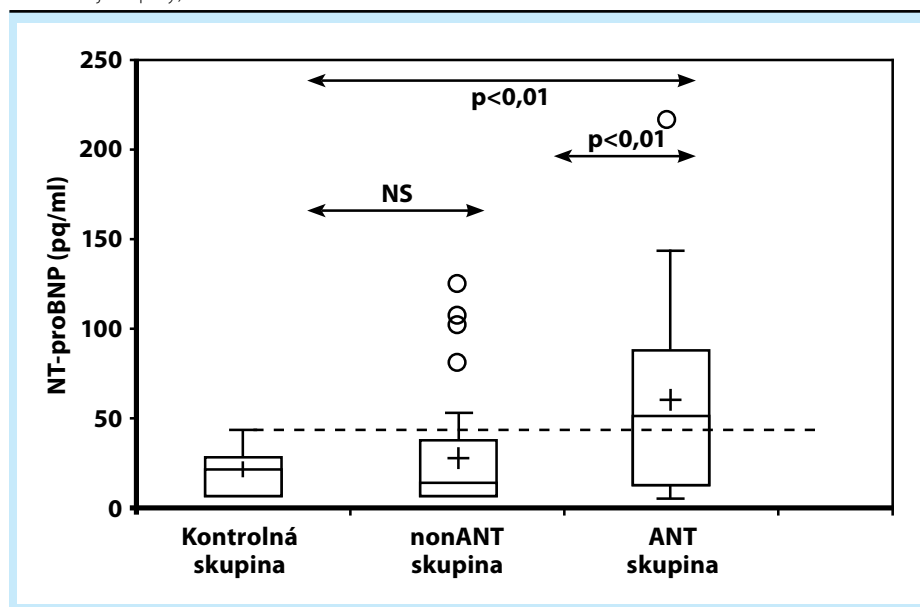 250
200
150
100
50
0
NT-proBNP (pq/ml)
p<0,01
p<0,01
NS
Kontrolná
skupina
nonANT
skupina
ANT
skupina